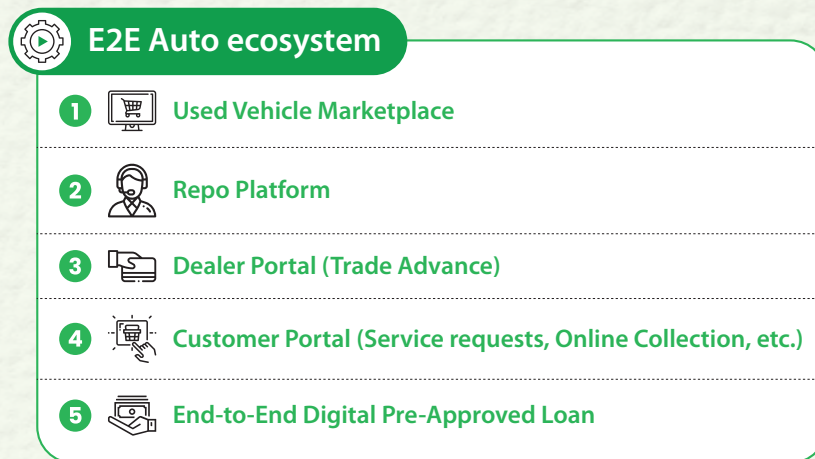 E2E Auto ecosystem
1 Used Vehicle Marketplace
2 Repo Platform
3 Dealer Portal (Trade Advance)
4 Customer Portal (Service requests, Online Collection, etc.)
5 End-to-End Digital Pre-Approved Loan